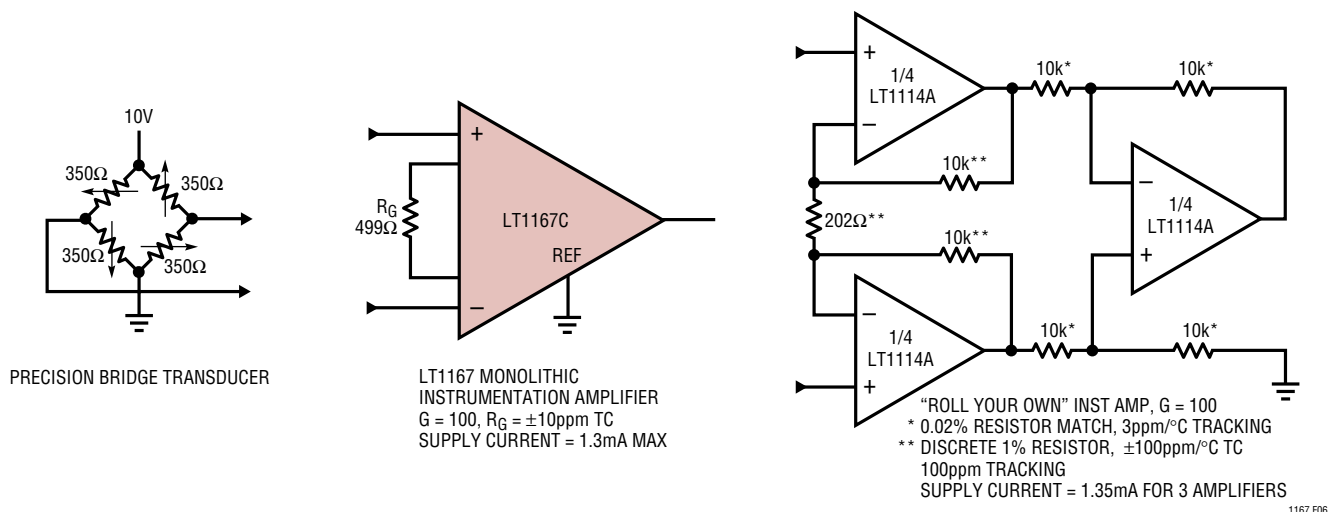 10V
350Ω
350Ω
350Ω
350Ω
PRECISION BRIDGE TRANSDUCER
+
RG
499Ω
LT1167C
REF
–
LT1167 MONOLITHIC
INSTRUMENTATION AMPLIFIER
G = 100, RG = ±10ppm TC
SUPPLY CURRENT = 1.3mA MAX
+
1/4
LT1114A
–
10k*
10k*
10k**
202Ω**
10k**
–
1/4
LT1114A
+
–
1/4
LT1114A
+
10k*
10k*
“ROLL YOUR OWN” INST AMP, G = 100
* 0.02% RESISTOR MATCH, 3ppm/°C TRACKING
** DISCRETE 1% RESISTOR, ±100ppm/°C TC
100ppm TRACKING
SUPPLY CURRENT = 1.35mA FOR 3 AMPLIFIERS
1167 F06